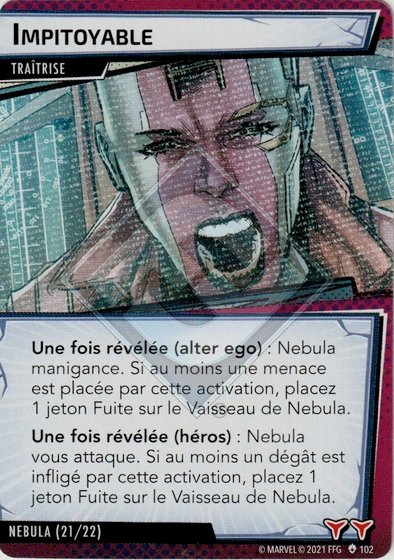 IMPITOYABLE
TRAÎTRISE
Une fois révélée (alter ego) : Nebula
manigance. Si au moins une menace
est placée par cette activation, placez
1 jeton Fuite sur le Vaisseau de Nebula.
Une fois révélée (héros) : Nebula
vous attaque. Si au moins un dégât est
infligé par cette activation, placez 1
jeton Fuite sur le Vaisseau de Nebula.
NEBULA (21/22)
© MARVEL © 2021 FFG 102